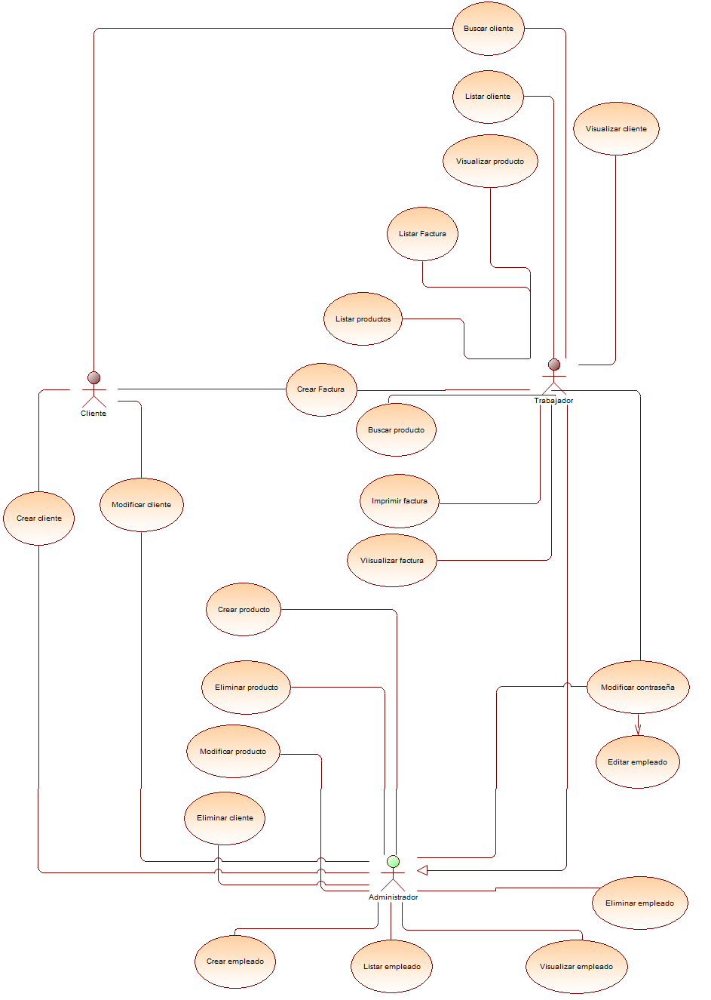 Buscar cliente
Listar cliente
Visualizar cliente
Visualizar producto
Listar Factura
Listar productos
Crear Factura
Trabajador
Cliente
Buscar producto
Imprimir factura
Modificar cliente
Crear cliente
Viisualizar factura
Crear producto
Eliminar producto
Modificar contraseña
Modificar producto
Editar empleado
Eliminar cliente
Administrador
Eliminar empleado
Crear empleado
Listar empleado
Visualizar empleado